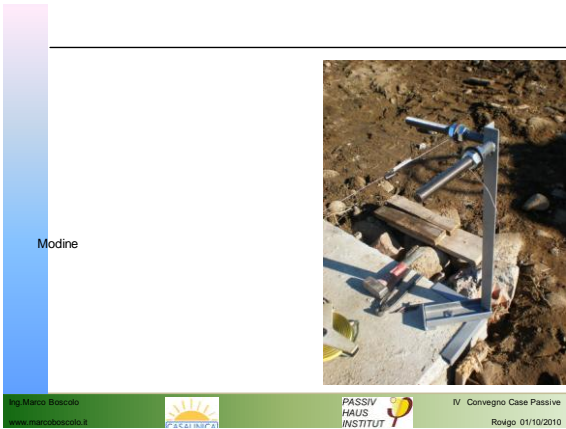 Modine
Ing.Marco Boscolo
www.marcoboscolo.it
CASAUNICA
PASSIV
HAUS
INSTITUT
IV Convegno Case Passive
Rovigo 01/10/2010